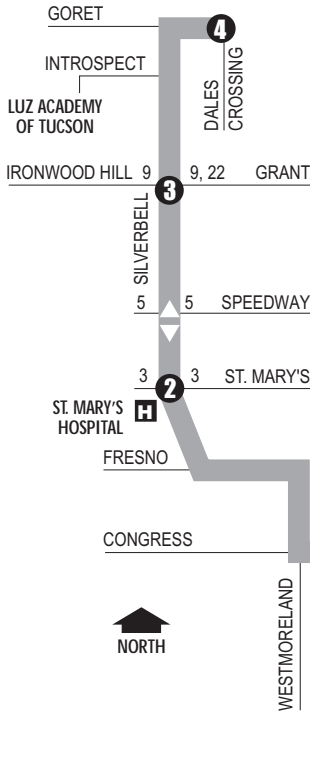 GORET
4
INTROSPECT
DALES
CROSSING
LUZ ACADEMY
OF TUCSON
IRONWOOD HILL 9
3
9, 22 GRANT
SILVERBELL
5
5 SPEEDWAY
3
2
3 ST. MARY'S
ST. MARY'S
HOSPITAL
H
FRESNO
CONGRESS
WESTMORELAND
NORTH